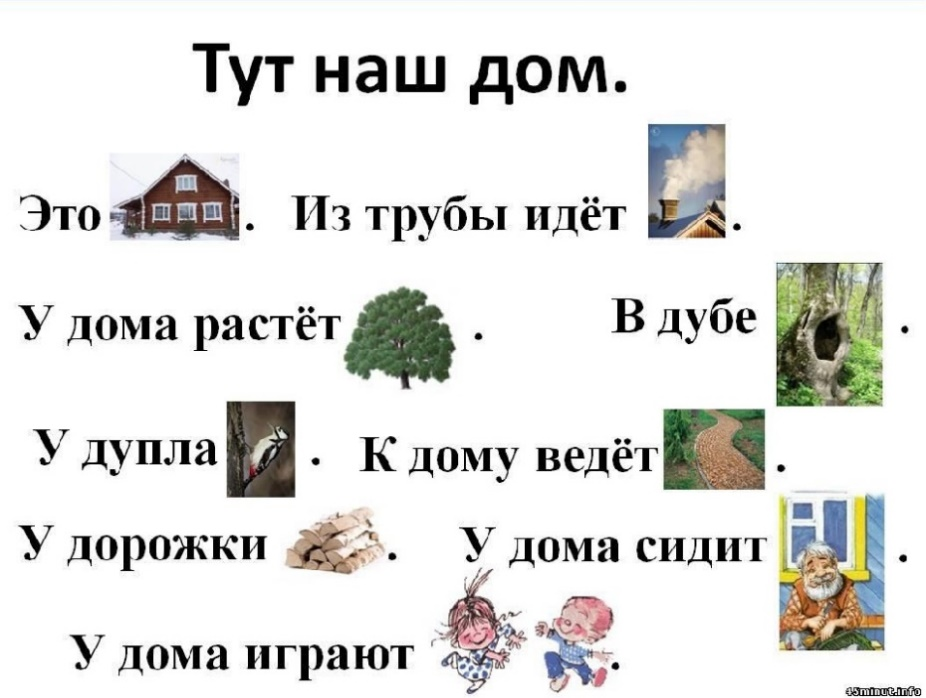 Тут наш дом.
Это . Из трубы идёт .
У дома растёт . В дубе .
У дупла . К дому ведёт .
У дорожки . У дома сидит .
У дома играют .
45minut.info